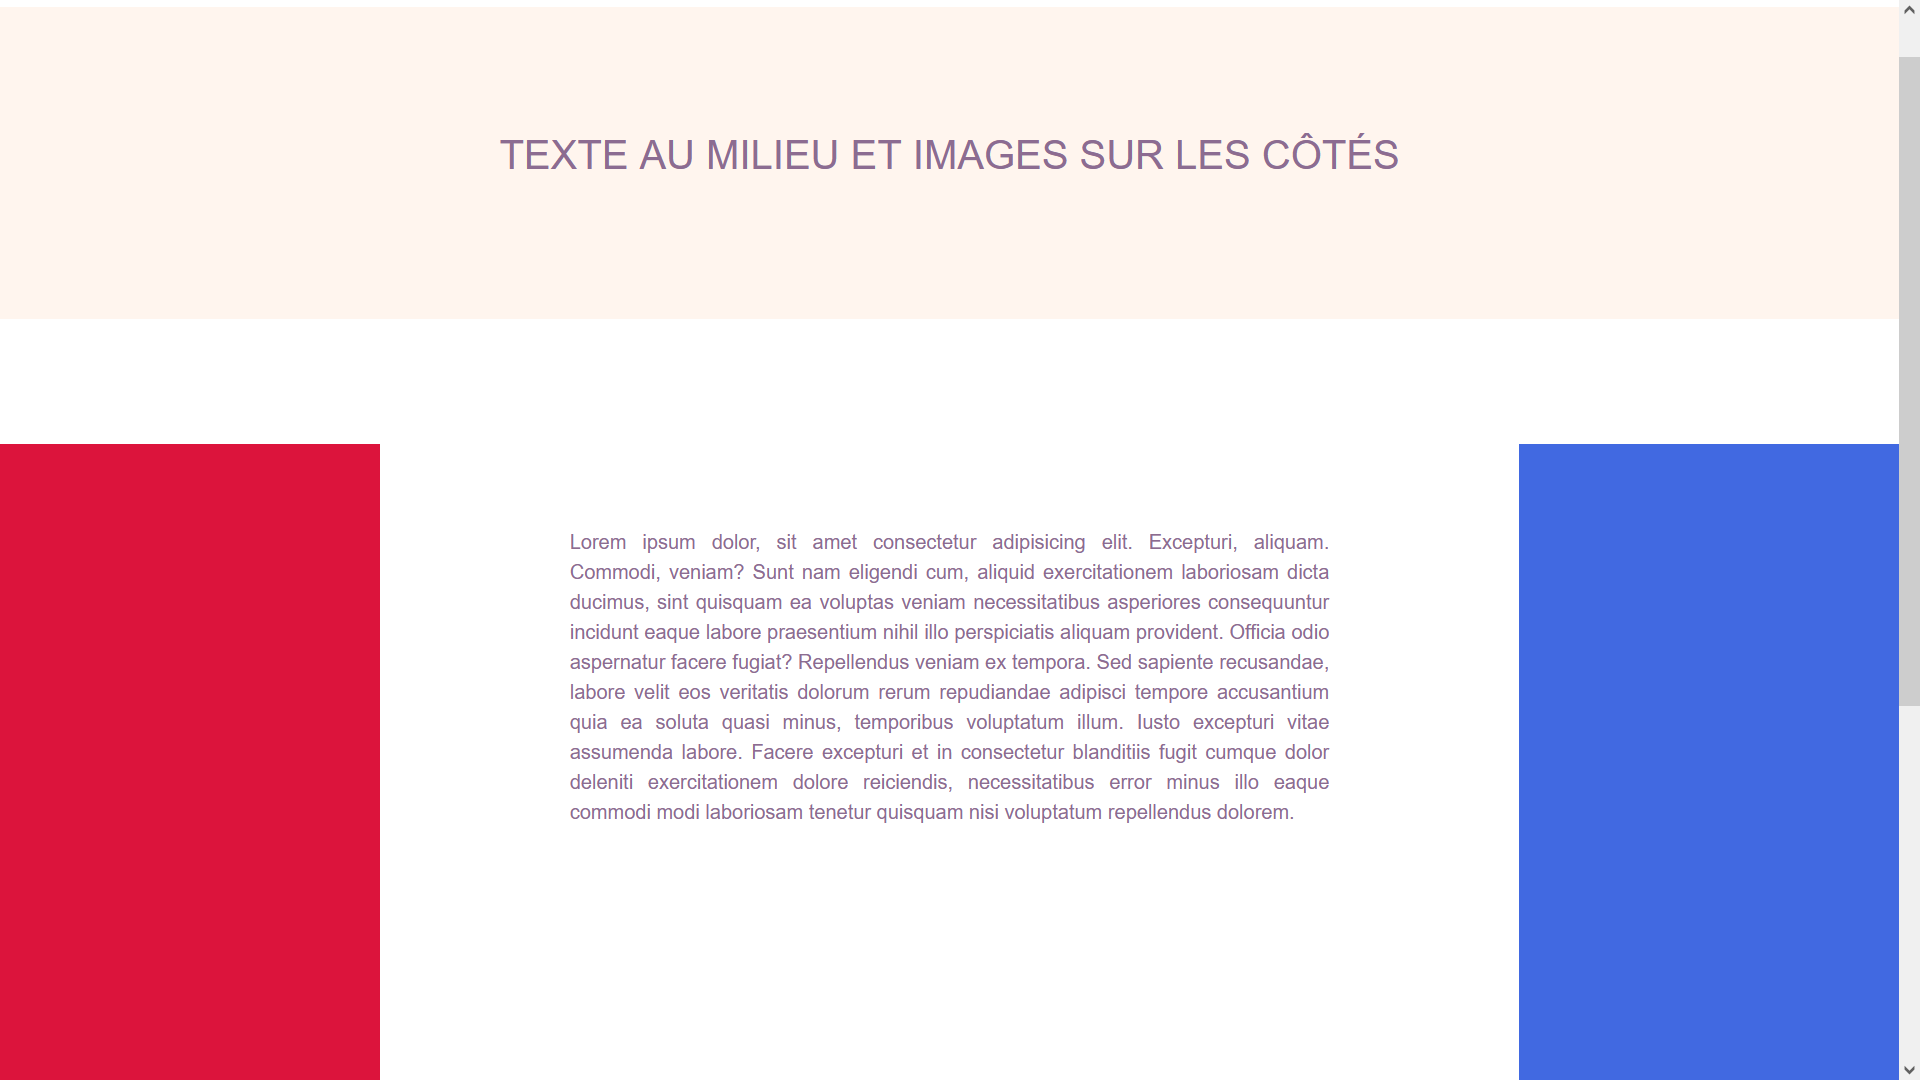 TEXTE AU MILIEU ET IMAGES SUR LES CÔTÉS
Lorem ipsum dolor, sit amet consectetur adipisicing elit. Excepturi, aliquam.
Commodi, veniam? Sunt nam eligendi cum, aliquid exercitationem laboriosam dicta
ducimus, sint quisquam ea voluptas veniam necessitatibus asperiores consequuntur
incidunt eaque labore praesentium nihil illo perspiciatis aliquam provident. Officia odio
aspernatur facere fugiat? Repellendus veniam ex tempora. Sed sapiente recusandae,
labore velit eos veritatis dolorum rerum repudiandae adipisci tempore accusantium
quia ea soluta quasi minus, temporibus voluptatum illum. Iusto excepturi vitae
assumenda labore. Facere excepturi et in consectetur blanditiis fugit cumque dolor
deleniti exercitationem dolore reiciendis, necessitatibus error minus illo eaque
commodi modi laboriosam tenetur quisquam nisi voluptatum repellendus dolorem.